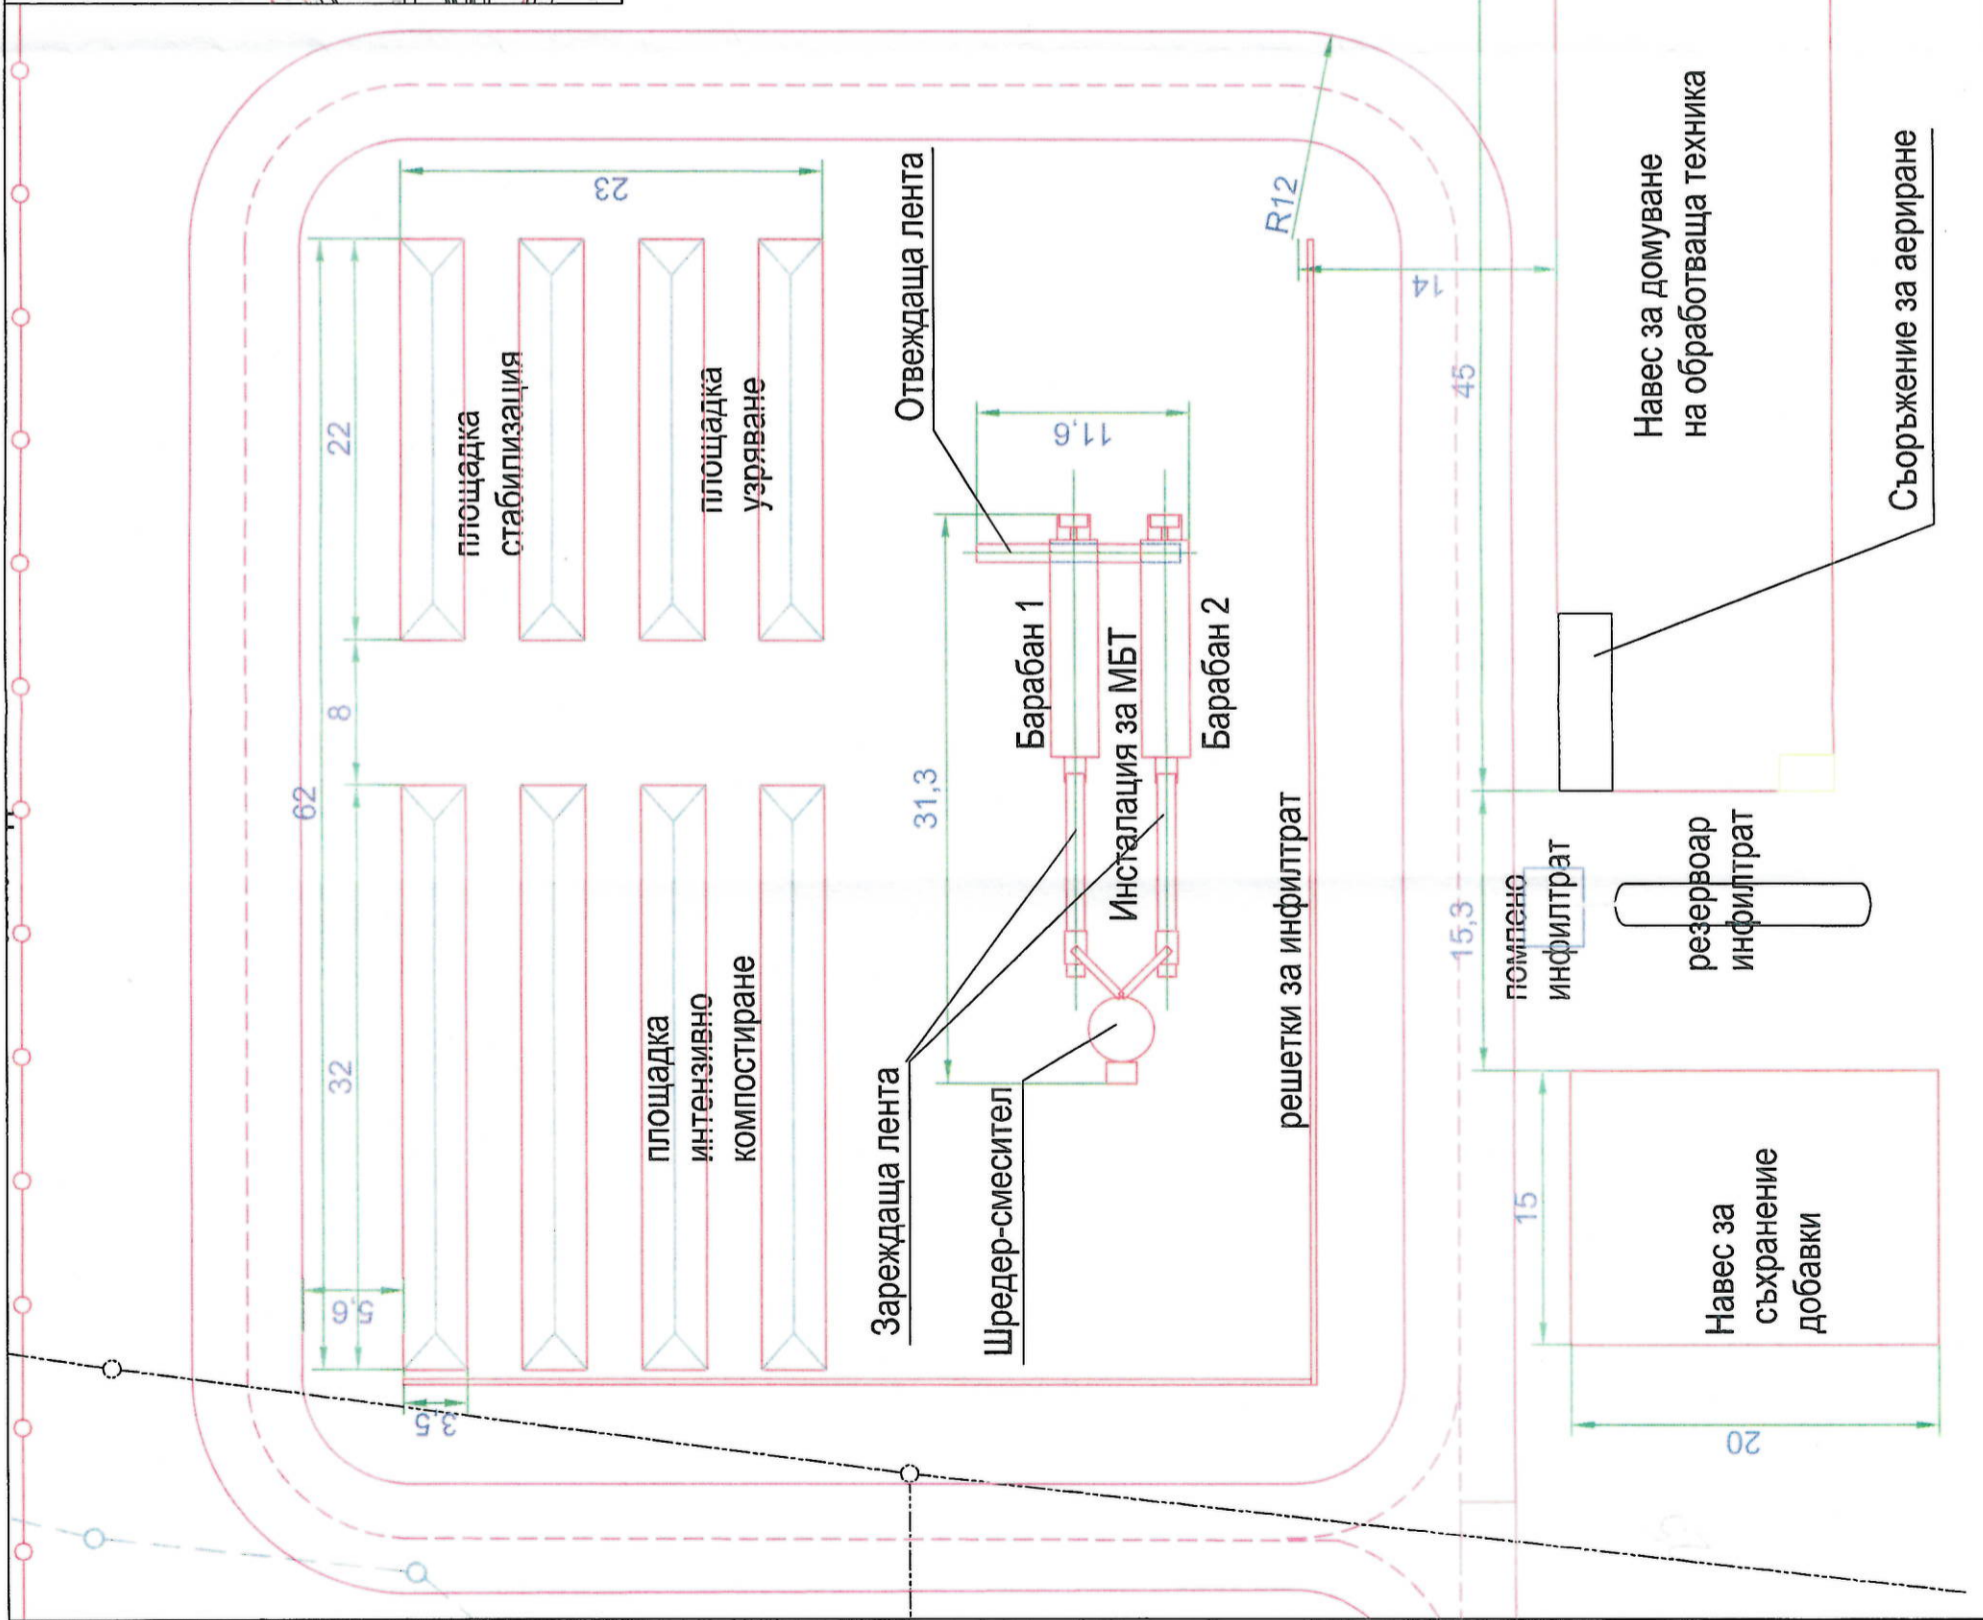 62
22
8
32
5,6
3,5
23
площадка
стабилизация
площадка
узряване
площадка
интензивно
компостиране
Отвеждаща лента
11,6
31,3
Барабан 1
Инсталация за МБТ
Барабан 2
Зареждаща лента
Шредер-смесител
решетки за инфилтрат
R12
14
45
15,3
15
20
Навес за домуване
на обработваща техника
Съоръжение за аериране
помпено
инфилтрат
резервоар
инфилтрат
Навес за
съхранение
добавки